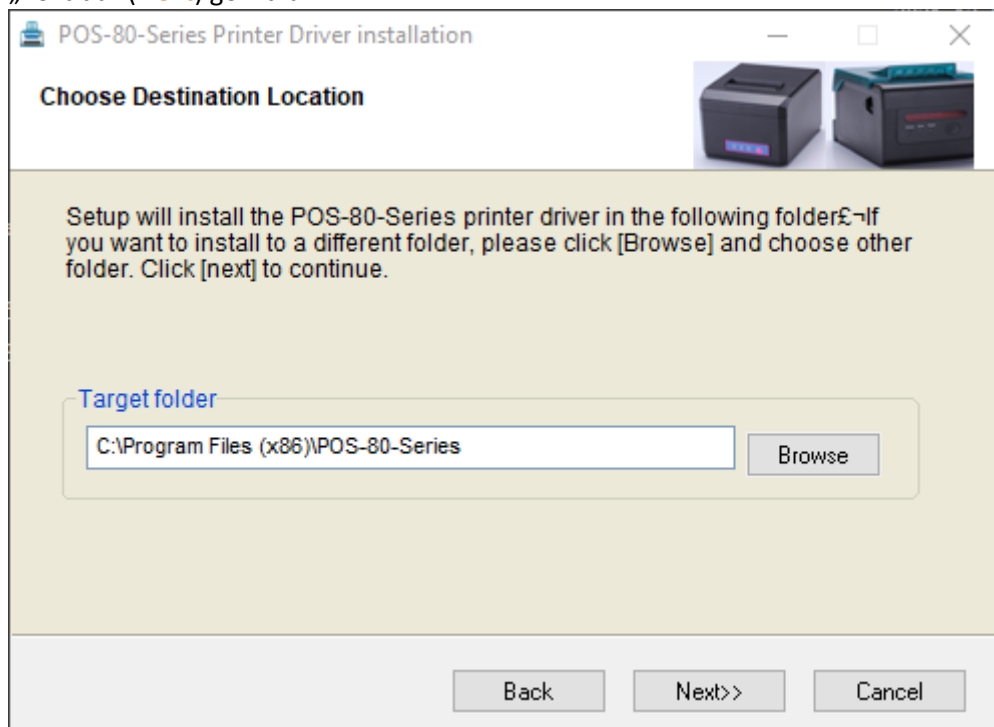 POS-80-Series Printer Driver installation
Choose Destination Location
Setup will install the POS-80-Series printer driver in the following folder£¬If
you want to install to a different folder, please click [Browse] and choose other
folder. Click [next] to continue.
Target folder
C:\Program Files (x86)\POS-80-Series
Browse
Back
Next>>
Cancel